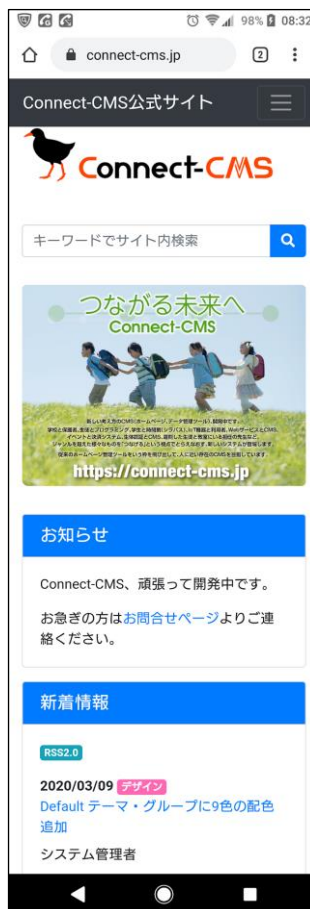 98% 08:32
connect-cms.jp 2
Connect-CMS公式サイト
Connect-CMS
キーワードでサイト内検索
つながる未来へ
Connect-CMS
https://connect-cms.jp
お知らせ
Connect-CMS、頑張って開発中です。
お急ぎの方はお問合せページよりご連
絡ください。
新着情報
RSS2.0
2020/03/09 デザイン
Default テーマ・グループに9色の配色
追加
システム管理者